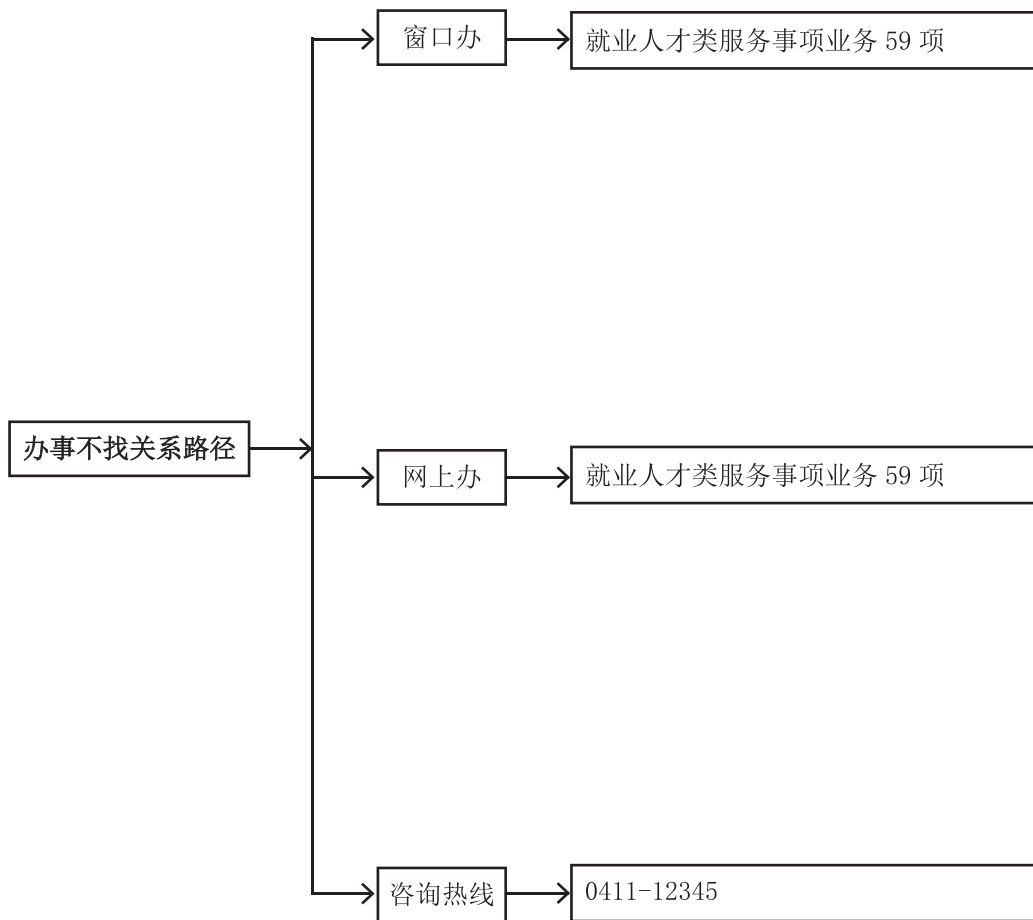 窗口办
就业人才类服务事项业务 59 项
办事不找关系路径
网上办
就业人才类服务事项业务 59 项
咨询热线
0411-12345